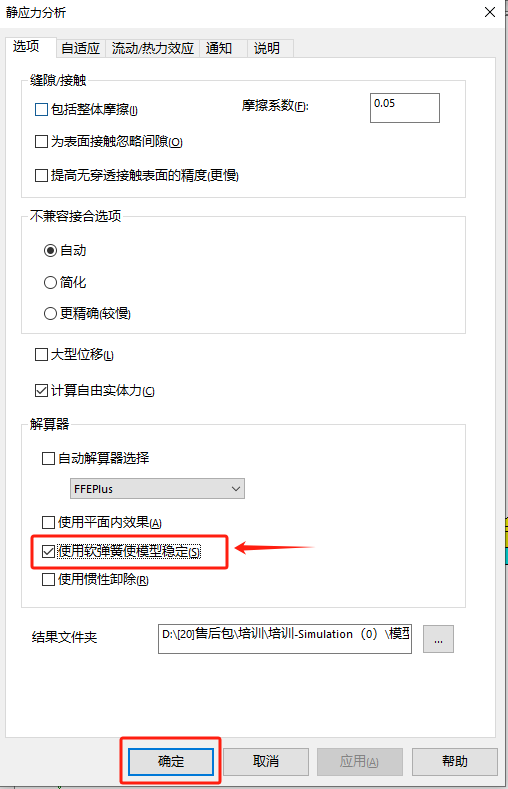 静应力分析
选项 自适应 流动/热力效应 通知 说明
缝隙/接触
包括整体摩擦(I) 摩擦系数(F): 0.05
为表面接触忽略间隙(O)
提高无穿透接触表面的精度(更慢)
不兼容接合选项
自动
简化
更精确(较慢)
大型位移(L)
计算自由实体力(C)
解算器
自动解算器选择
FFEPlus
使用平面内效果(A)
使用软弹簧使模型稳定(S)
使用惯性卸除(R)
结果文件夹 D:\[20]售后包\培训\培训-Simulation（0）\模型 ...
确定 取消 应用(A) 帮助